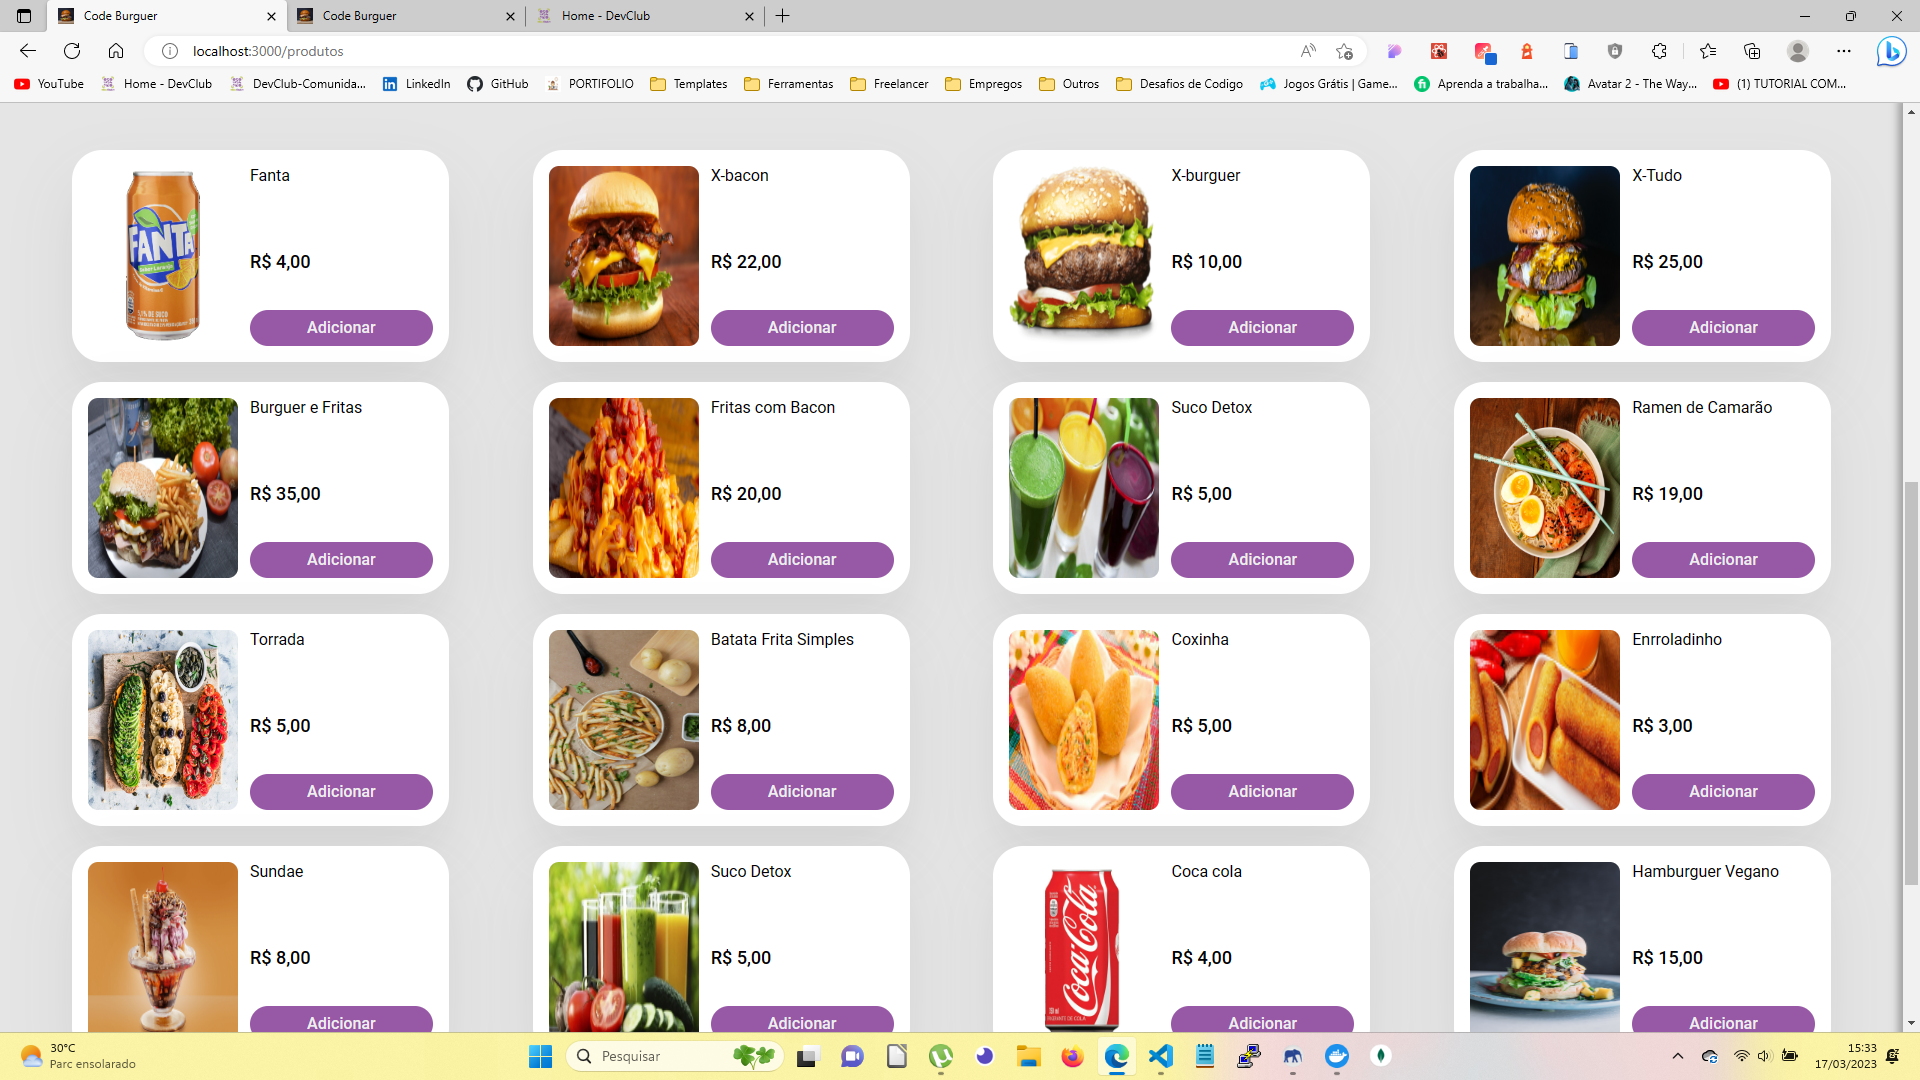 Code Burguer
Code Burguer
Home - DevClub
localhost:3000/produtos
YouTube
Home - DevClub
DevClub-Comunida...
LinkedIn
GitHub
PORTIFOLIO
Templates
Ferramentas
Freelancer
Empregos
Outros
Desafios de Codigo
Jogos Grátis | Game...
Aprenda a trabalha...
Avatar 2 - The Way...
(1) TUTORIAL COM...
FANTA
Fanta
R$ 4,00
Adicionar
X-bacon
R$ 22,00
Adicionar
X-burguer
R$ 10,00
Adicionar
X-Tudo
R$ 25,00
Adicionar
Burguer e Fritas
R$ 35,00
Adicionar
Fritas com Bacon
R$ 20,00
Adicionar
Suco Detox
R$ 5,00
Adicionar
Ramen de Camarão
R$ 19,00
Adicionar
Torrada
R$ 5,00
Adicionar
Batata Frita Simples
R$ 8,00
Adicionar
Coxinha
R$ 5,00
Adicionar
Enrroladinho
R$ 3,00
Adicionar
Sundae
R$ 8,00
Adicionar
Suco Detox
R$ 5,00
Adicionar
Coca-Cola
Coca cola
R$ 4,00
Adicionar
Hamburguer Vegano
R$ 15,00
Adicionar
30°C
Parc ensolarado
Pesquisar
15:33
17/03/2023